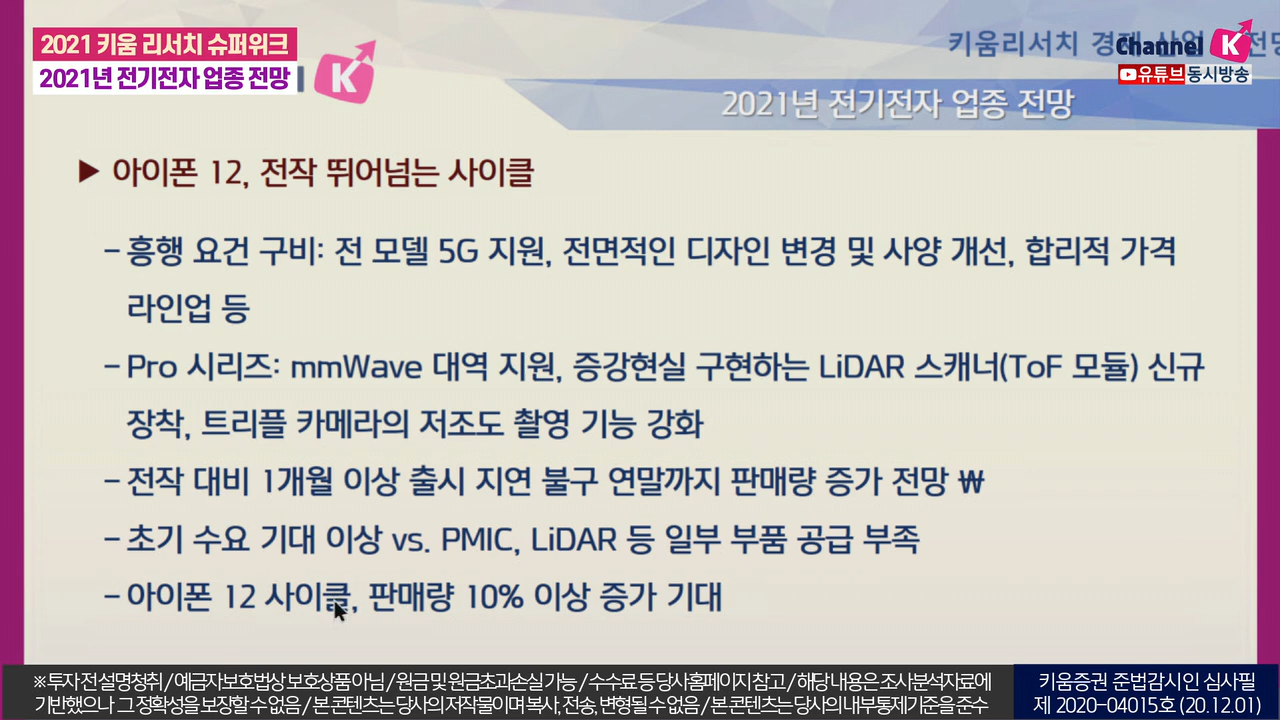 2021 키움 리서치 슈퍼위크
2021년 전기전자 업종 전망
키움리서치 경제 산업 전망
Channel K
유튜브동시방송
2021년 전기전자 업종 전망
▶ 아이폰 12, 전작 뛰어넘는 사이클
– 흥행 요건 구비: 전 모델 5G 지원, 전면적인 디자인 변경 및 사양 개선, 합리적 가격
라인업 등
– Pro 시리즈: mmWave 대역 지원, 증강현실 구현하는 LiDAR 스캐너(ToF 모듈) 신규
장착, 트리플 카메라의 저조도 촬영 기능 강화
– 전작 대비 1개월 이상 출시 지연 불구 연말까지 판매량 증가 전망 ₩
– 초기 수요 기대 이상 vs. PMIC, LiDAR 등 일부 부품 공급 부족
– 아이폰 12 사이클, 판매량 10% 이상 증가 기대
※ 투자 전 설명청취 / 예금자보호법상 보호상품 아님 / 원금 및 원금초과손실 가능 / 수수료 등 당사홈페이지 참고 / 해당 내용은 조사분석자료에
기반했으나 그 정확성을 보장할 수 없음 / 본 콘텐츠는 당사의 저작물이며 복사, 전송, 변형될 수 없음 / 본 콘텐츠는 당사의 내부통제기준을 준수
키움증권 준법감시인 심사필
제 2020-04015호 (20.12.01)